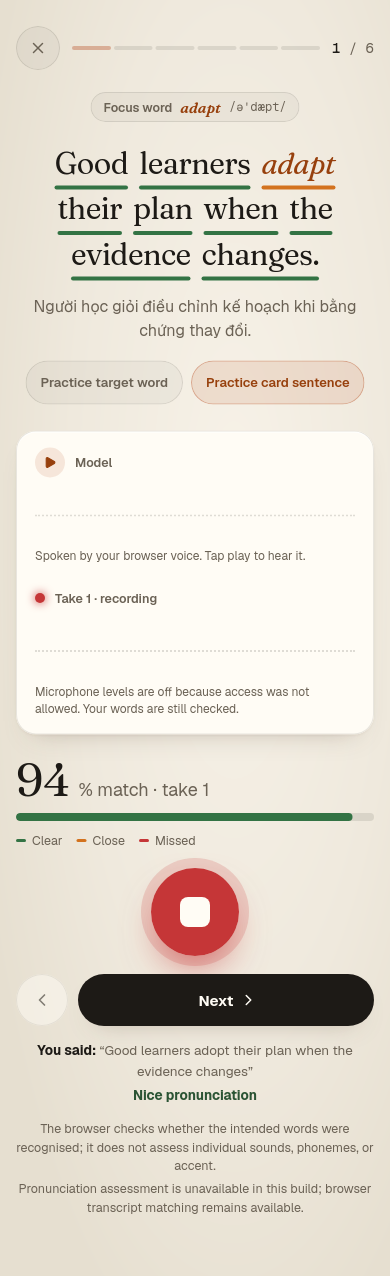 1 / 6
Focus word adapt /əˈdæpt/
Good learners adapt
their plan when the
evidence changes.
Người học giỏi điều chỉnh kế hoạch khi bằng
chứng thay đổi.
Practice target word
Practice card sentence
Model
Spoken by your browser voice. Tap play to hear it.
Take 1 · recording
Microphone levels are off because access was not
allowed. Your words are still checked.
94 % match · take 1
Clear Close Missed
Next
You said: “Good learners adopt their plan when the
evidence changes”
Nice pronunciation
The browser checks whether the intended words were
recognised; it does not assess individual sounds, phonemes, or
accent.
Pronunciation assessment is unavailable in this build; browser
transcript matching remains available.